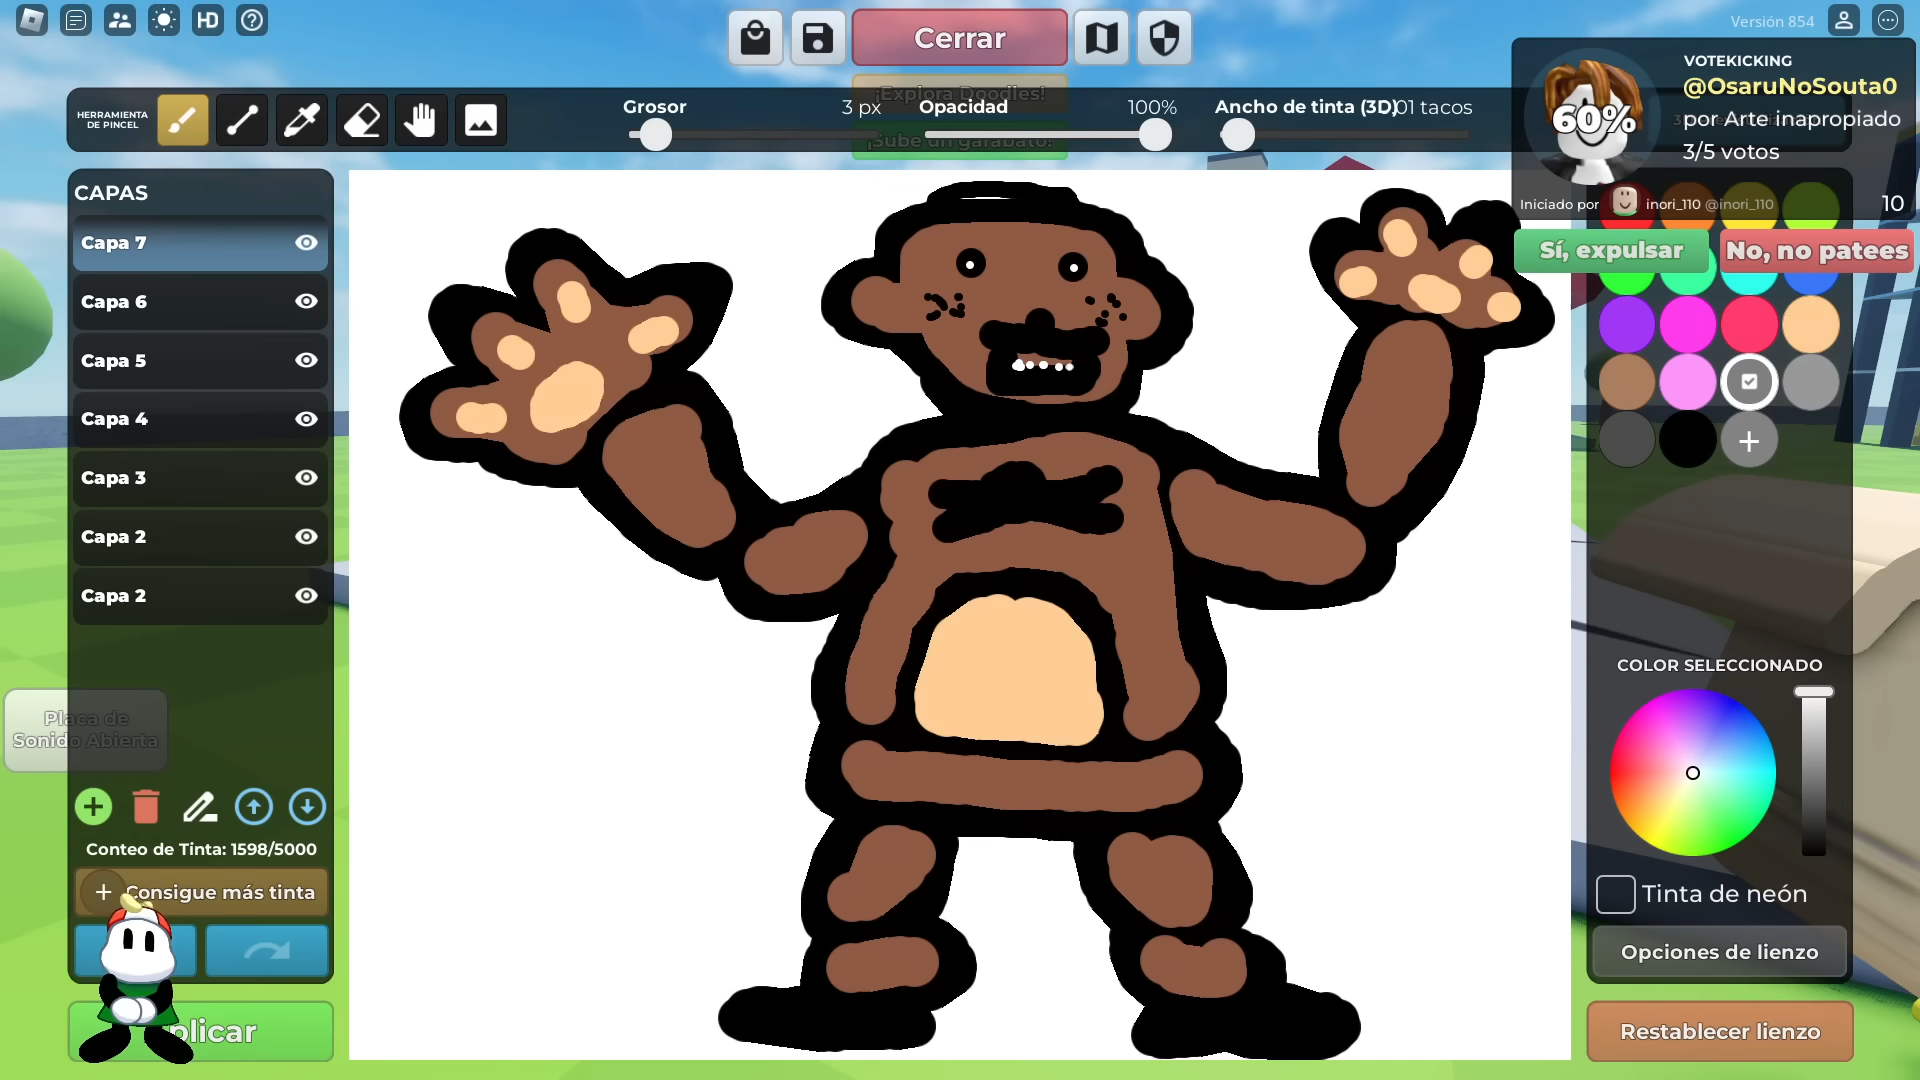 HD
Cerrar
Versión 854
¡Explora Doodles!
¡Sube un garabato!
HERRAMIENTA
DE PINCEL
Grosor
3 px
Opacidad
100%
Ancho de tinta (3D)
01 tacos
VOTEKICKING
@OsaruNoSouta0
60%
por Arte inapropiado
3/5 votos
Iniciado por inori_110 @inori_110
10
Sí, expulsar
No, no patees
CAPAS
Capa 7
Capa 6
Capa 5
Capa 4
Capa 3
Capa 2
Capa 2
Placa de
Sonido Abierta
Conteo de Tinta: 1598/5000
+ Consigue más tinta
plicar
COLOR SELECCIONADO
Tinta de neón
Opciones de lienzo
Restablecer lienzo